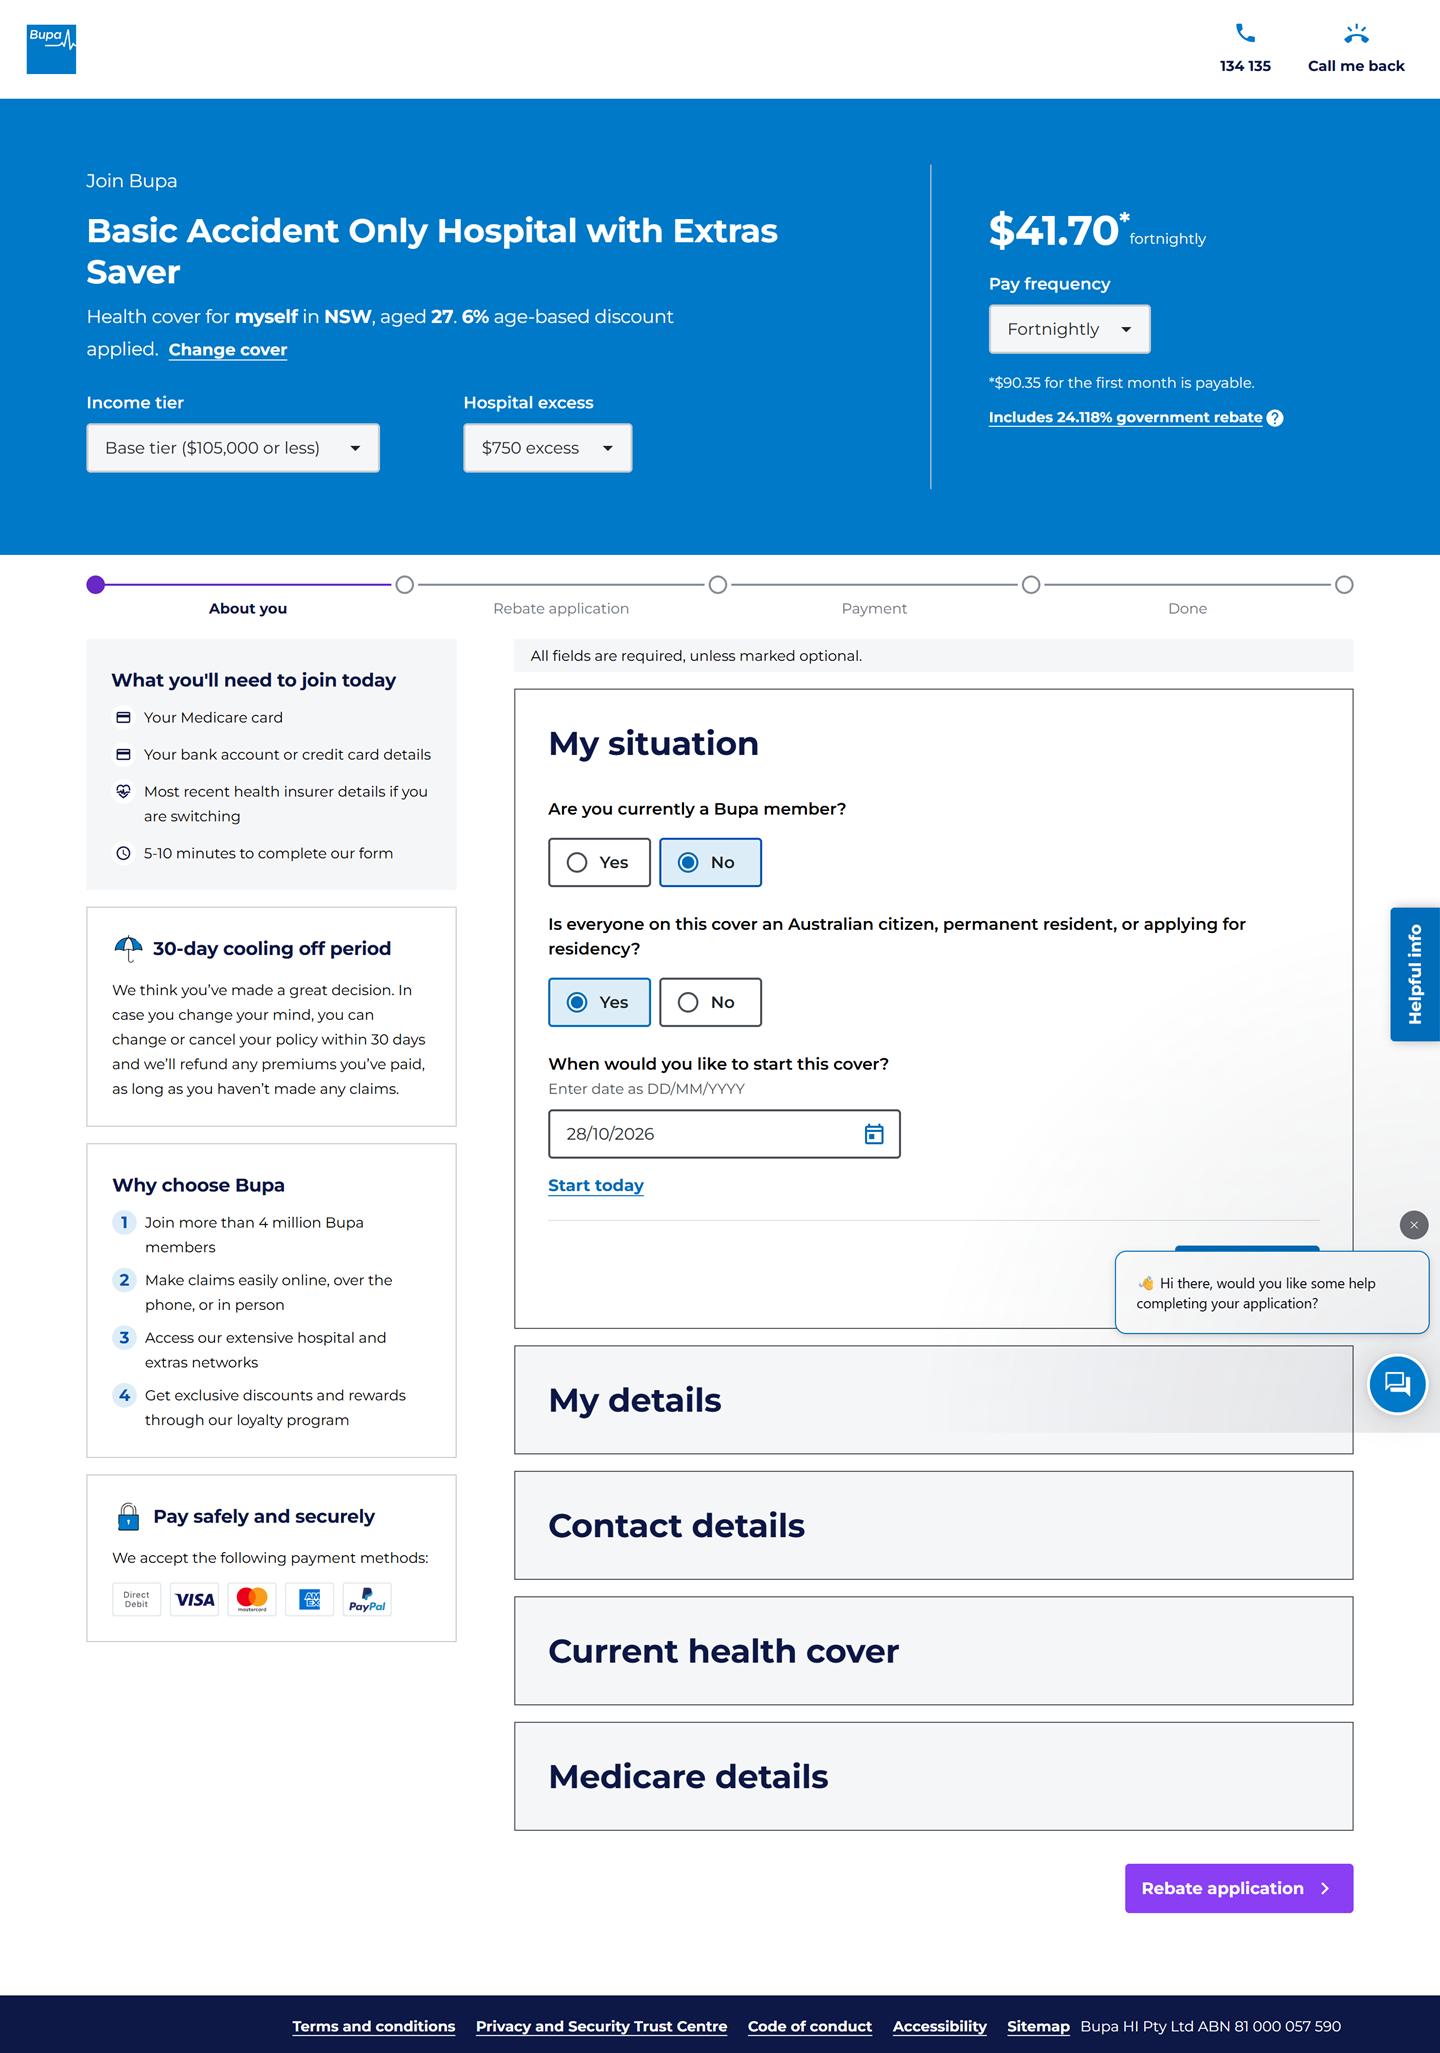 Bupa
134 135
Call me back
Join Bupa
Basic Accident Only Hospital with Extras
Saver
Health cover for myself in NSW, aged 27. 6% age-based discount
applied. Change cover
Income tier
Hospital excess
Base tier ($105,000 or less)
$750 excess
$41.70* fortnightly
Pay frequency
Fortnightly
*$90.35 for the first month is payable.
Includes 24.118% government rebate ?
About you
Rebate application
Payment
Done
What you'll need to join today
Your Medicare card
Your bank account or credit card details
Most recent health insurer details if you
are switching
5-10 minutes to complete our form
30-day cooling off period
We think you’ve made a great decision. In
case you change your mind, you can
change or cancel your policy within 30 days
and we’ll refund any premiums you’ve paid,
as long as you haven’t made any claims.
Why choose Bupa
1 Join more than 4 million Bupa
members
2 Make claims easily online, over the
phone, or in person
3 Access our extensive hospital and
extras networks
4 Get exclusive discounts and rewards
through our loyalty program
Pay safely and securely
We accept the following payment methods:
Direct
Debit
VISA
mastercard
AM
EX
PayPal
All fields are required, unless marked optional.
My situation
Are you currently a Bupa member?
Yes
No
Is everyone on this cover an Australian citizen, permanent resident, or applying for
residency?
Yes
No
When would you like to start this cover?
Enter date as DD/MM/YYYY
28/10/2026
Start today
Helpful info
Hi there, would you like some help
completing your application?
My details
Contact details
Current health cover
Medicare details
Rebate application
Terms and conditions
Privacy and Security Trust Centre
Code of conduct
Accessibility
Sitemap
Bupa HI Pty Ltd ABN 81 000 057 590